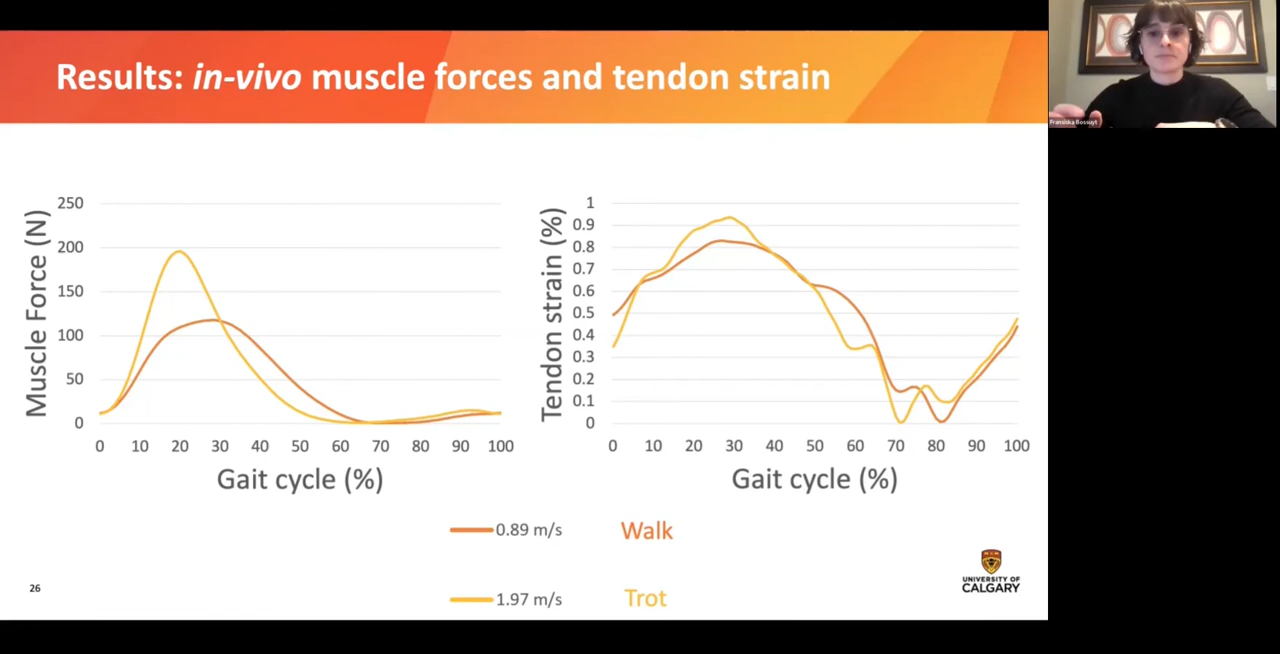 Results: in-vivo muscle forces and tendon strain
Fransiska Bossuyt
Muscle Force (N)
250
200
150
100
50
0
0 10 20 30 40 50 60 70 80 90 100
Gait cycle (%)
Tendon strain (%)
1
0.9
0.8
0.7
0.6
0.5
0.4
0.3
0.2
0.1
0
0 10 20 30 40 50 60 70 80 90 100
Gait cycle (%)
0.89 m/s Walk
1.97 m/s Trot
26
UNIVERSITY OF
CALGARY